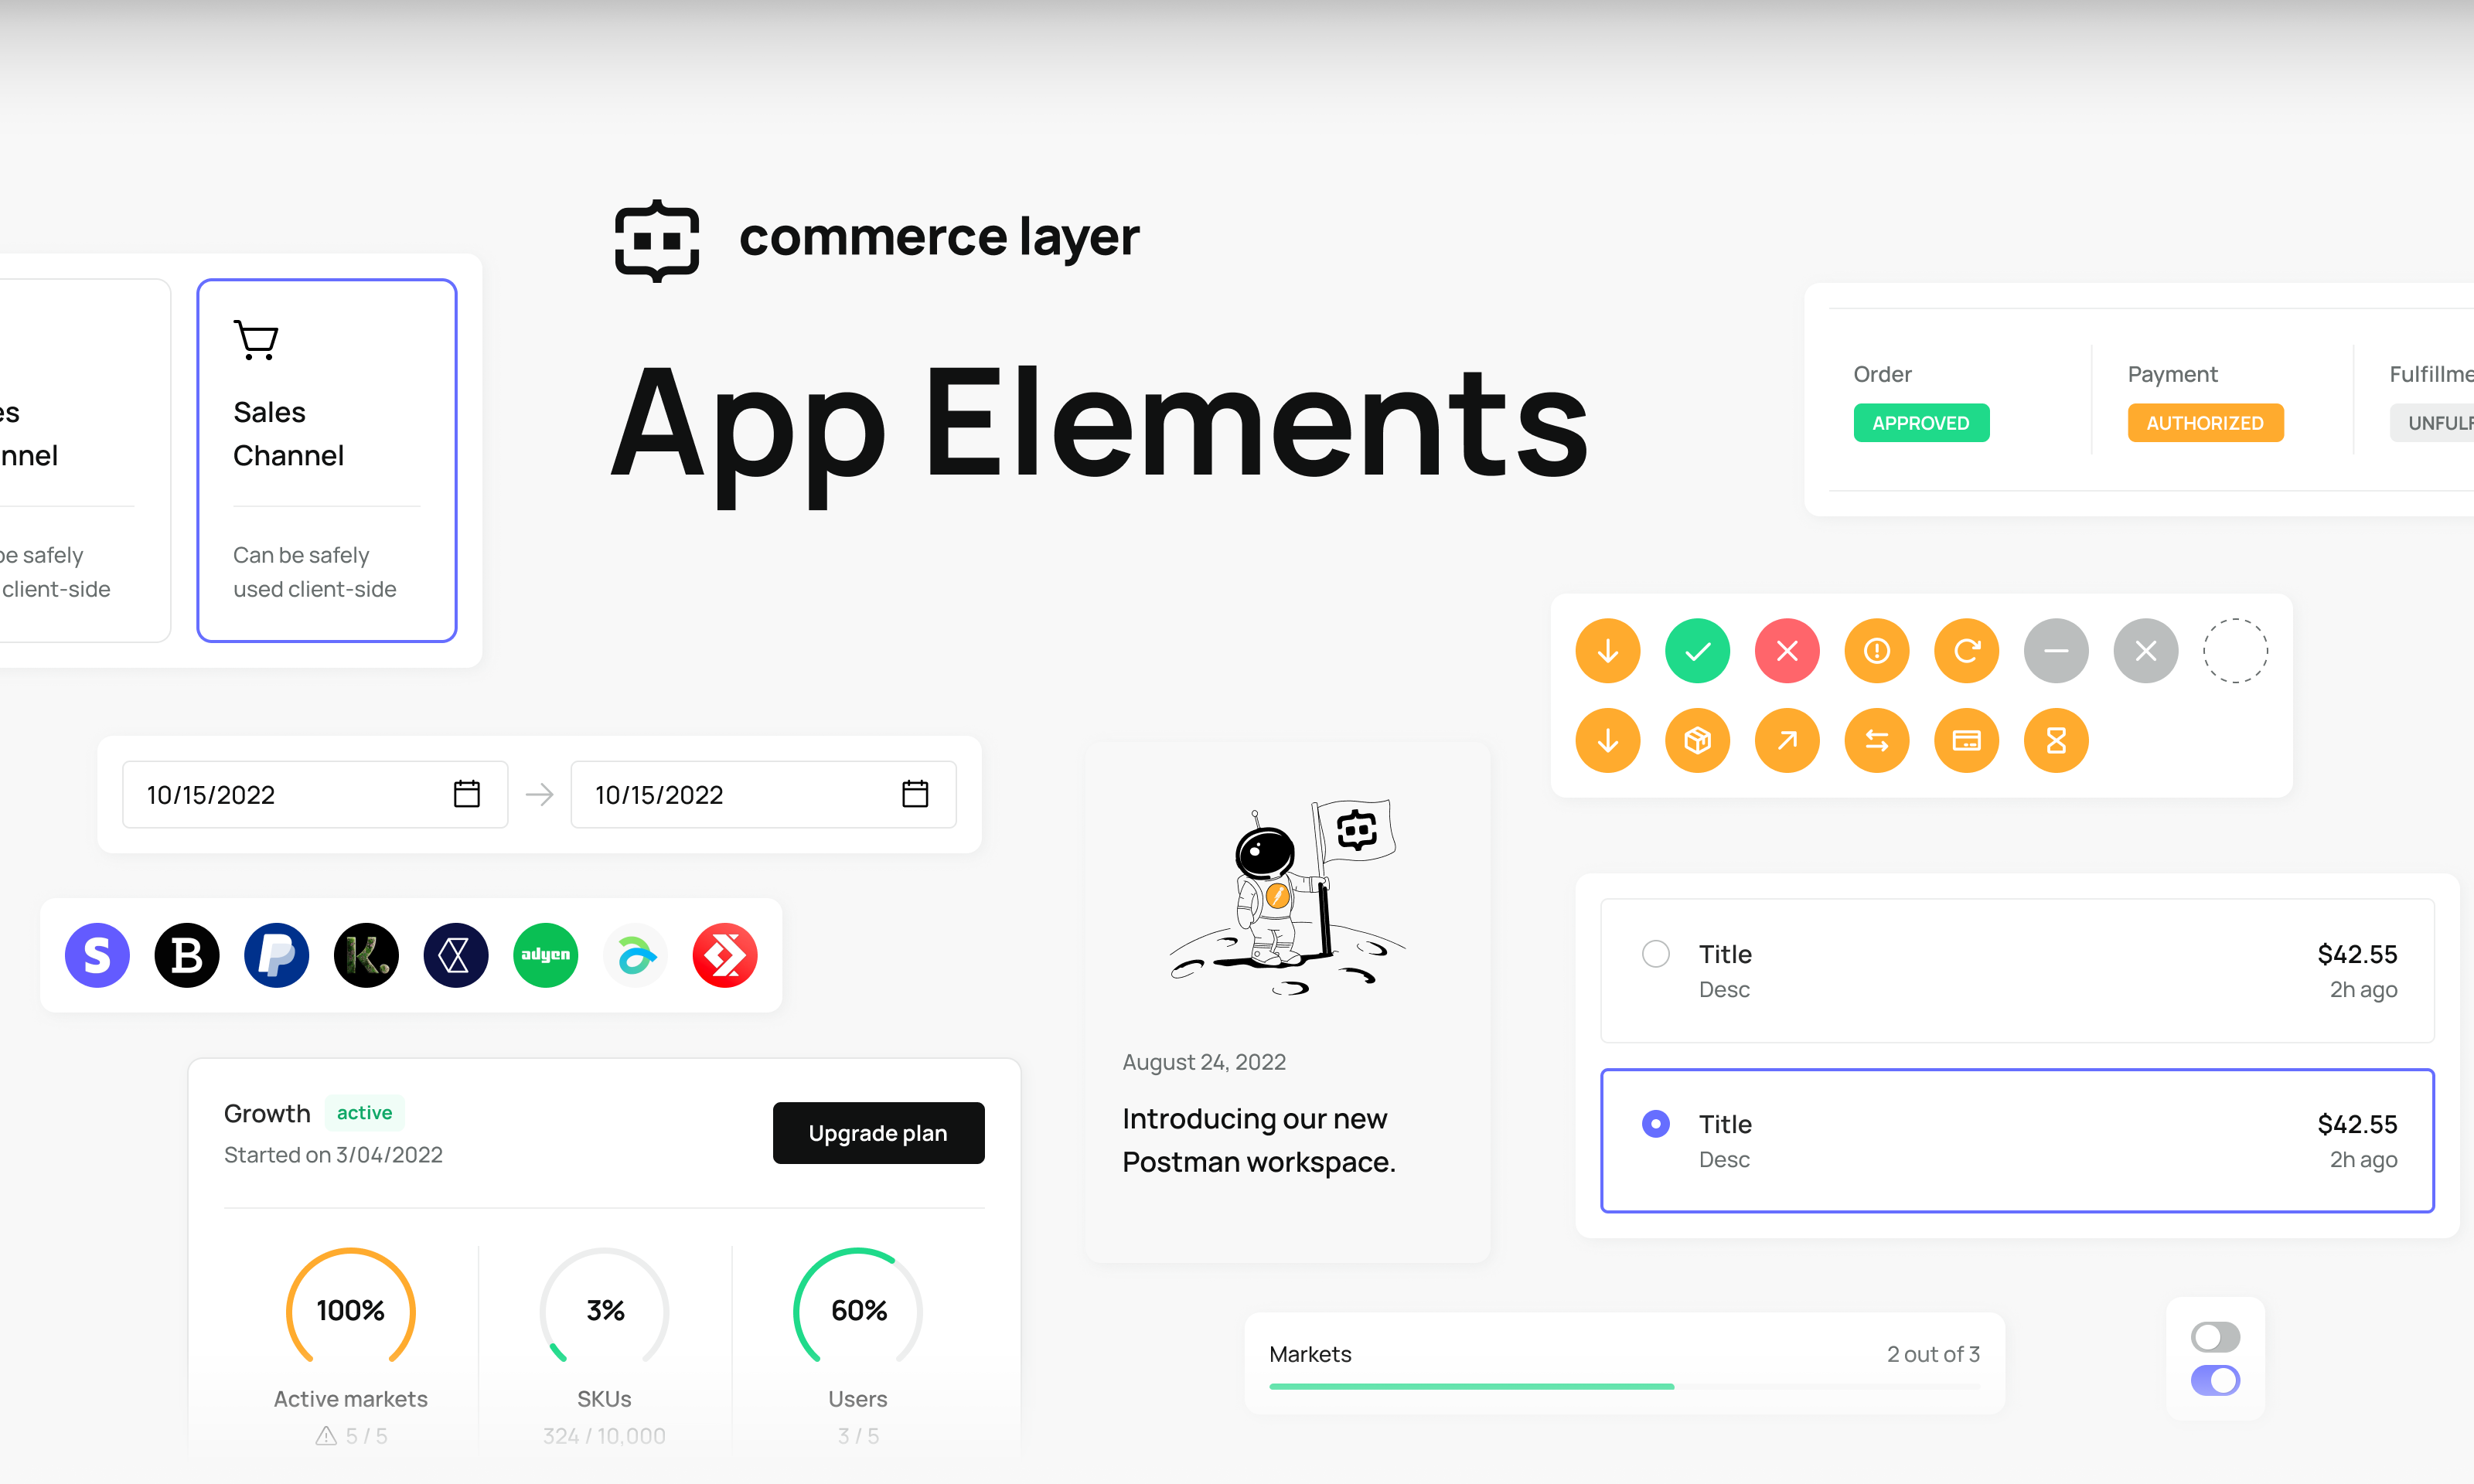 commerce layer
App Elements
es
nnel
be safely
client-side
Sales
Channel
Can be safely
used client-side
Order
APPROVED
Payment
AUTHORIZED
Fulfillme
UNFULF
10/15/2022
10/15/2022
S
B
P
K.
adyen
August 24, 2022
Introducing our new
Postman workspace.
Title
$42.55
Desc
2h ago
Title
$42.55
Desc
2h ago
Growth
active
Started on 3/04/2022
Upgrade plan
100%
Active markets
5 / 5
3%
SKUs
324 / 10,000
60%
Users
3 / 5
Markets
2 out of 3